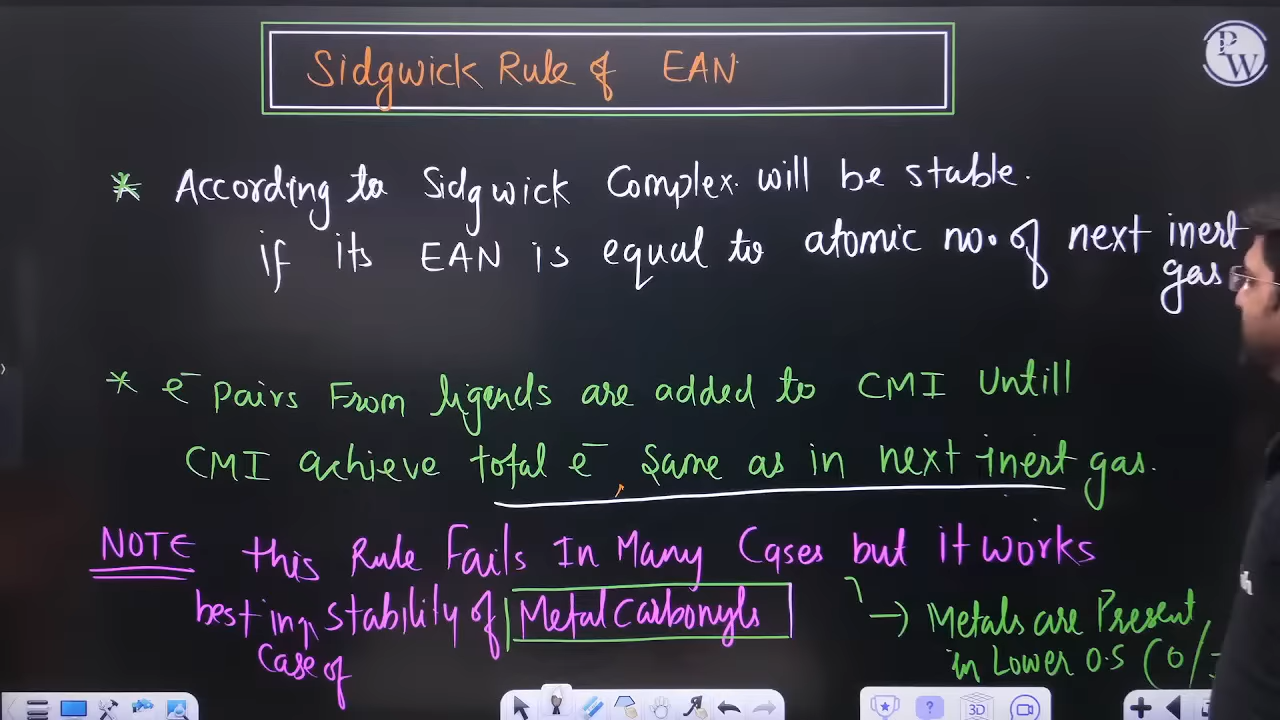 Sidgwick Rule of EAN
PW
* According to Sidgwick Complex. will be stable.
if its EAN is equal to atomic no. of next inert
gas
* e⁻ pairs From ligands are added to CMI Untill
CMI achieve total e⁻ Same as in next inert gas.
NOTE this Rule Fails In Many Cases but it works
best in stability of Metal Carbonyls
Case of
→ Metals are Present
in Lower O.S (0/
3D